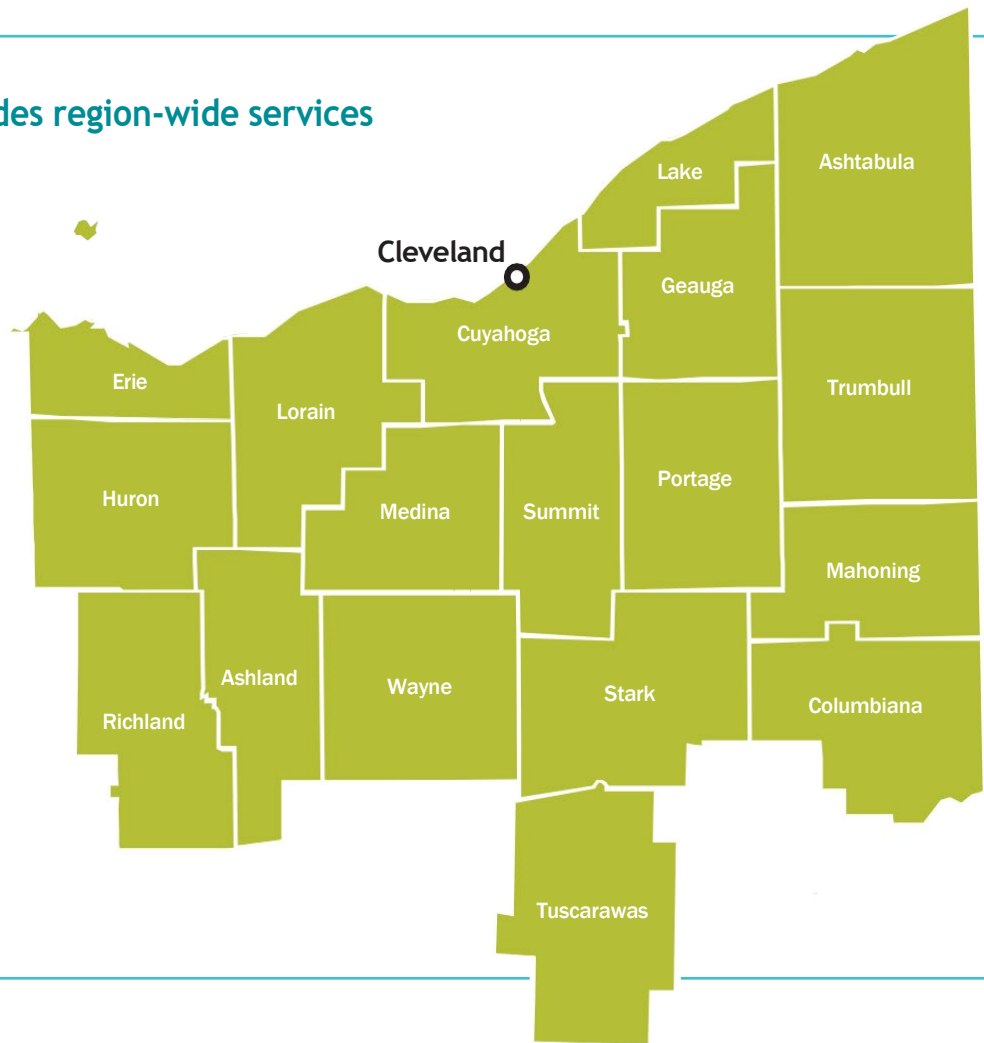 des region-wide services
Ashtabula
Lake
Cleveland
Geauga
Cuyahoga
Erie
Trumbull
Lorain
Portage
Huron
Medina
Summit
Mahoning
Ashland
Wayne
Stark
Columbiana
Richland
Tuscarawas